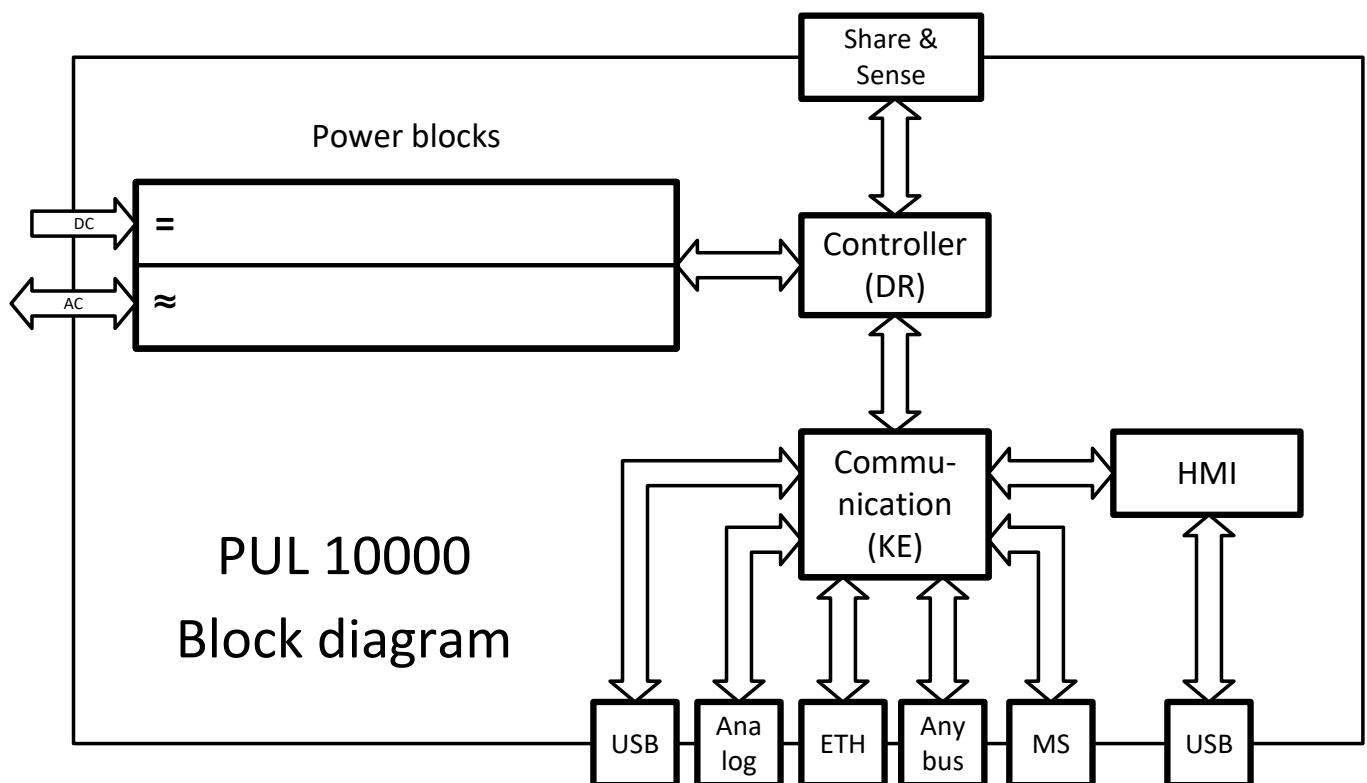 Share &
Sense
Power blocks
DC
=
Controller
(DR)
AC
≈
Commu-
nication
(KE)
HMI
PUL 10000
Block diagram
USB
Ana
log
ETH
Any
bus
MS
USB